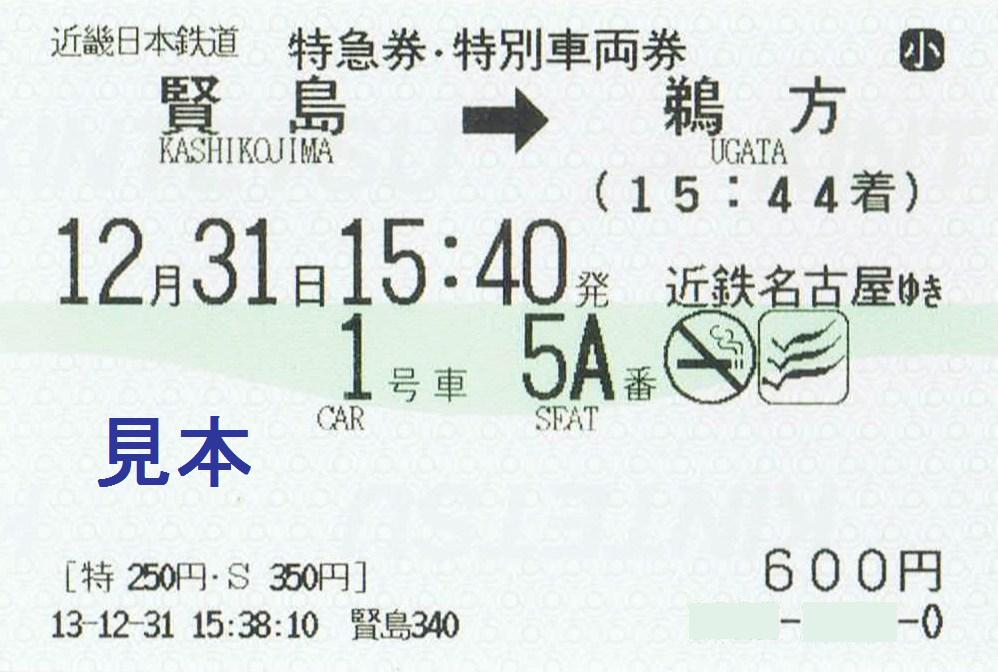 近畿日本鉄道 特急券・特別車両券 小
賢島 ➡ 鵜方
KASHIKOJIMA UGATA
(15:44着)
12月31日15:40発 近鉄名古屋ゆき
1号車 5A番
CAR SEAT
見本
KINTETSU
[特 250円・S 350円] 600円
13-12-31 15:38:10 賢島340 - -0